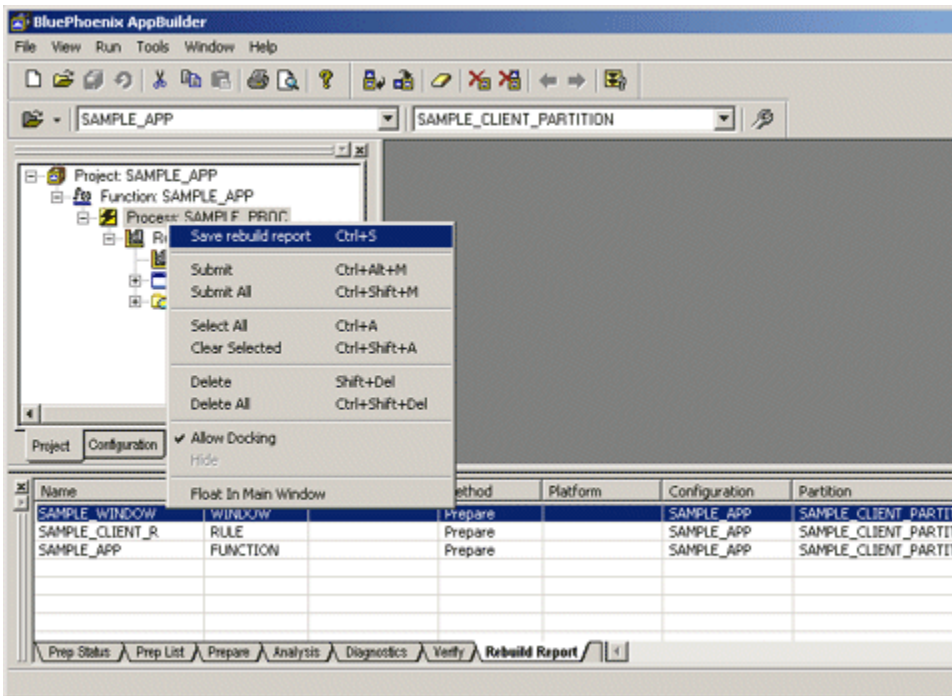 BluePhoenix AppBuilder
File View Run Tools Window Help
SAMPLE_APP SAMPLE_CLIENT_PARTITION
Project: SAMPLE_APP
Function: SAMPLE_APP
Process: SAMPLE_PROC
Save rebuild report Ctrl+S
Submit Ctrl+Alt+M
Submit All Ctrl+Shift+M
Select All Ctrl+A
Clear Selected Ctrl+Shift+A
Delete Shift+Del
Delete All Ctrl+Shift+Del
Allow Docking
Hide
Float In Main Window
Project Configuration
Name ethod Platform Configuration Partition
SAMPLE_WINDOW WINDOW Prepare SAMPLE_APP SAMPLE_CLIENT_PARTI
SAMPLE_CLIENT_R RULE Prepare SAMPLE_APP SAMPLE_CLIENT_PARTI
SAMPLE_APP FUNCTION Prepare SAMPLE_APP SAMPLE_CLIENT_PARTI
Prep Status Prep List Prepare Analysis Diagnostics Verify Rebuild Report